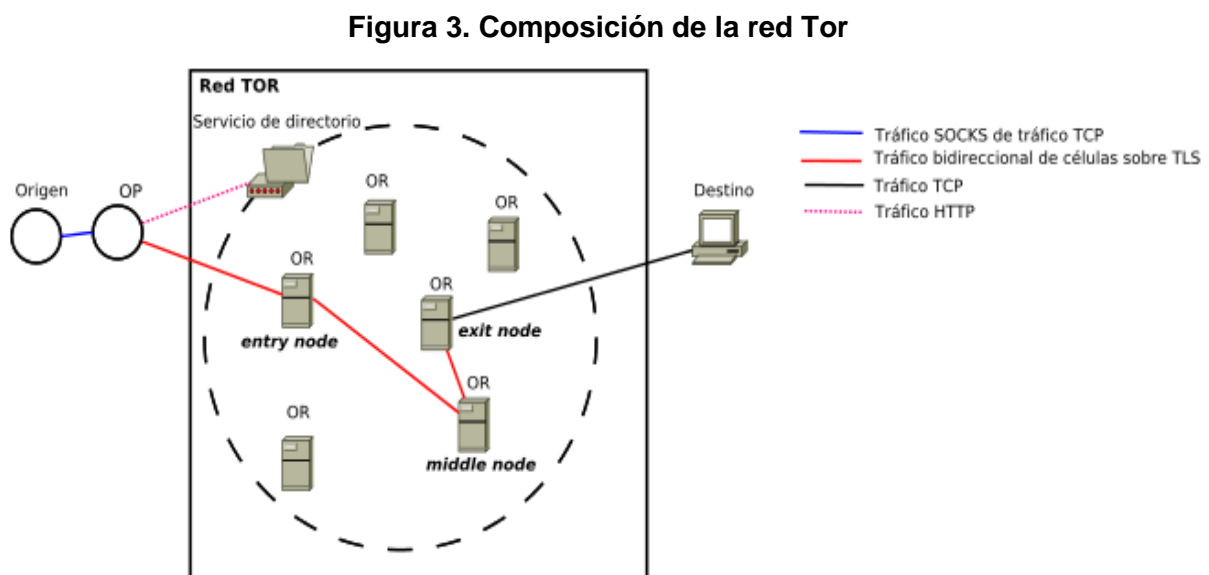 Figura 3. Composición de la red Tor
Red TOR
Servicio de directorio
Origen
OP
OR
OR
Destino
OR
entry node
OR
exit node
OR
middle node
OR
Tráfico SOCKS de tráfico TCP
Tráfico bidireccional de células sobre TLS
Tráfico TCP
Tráfico HTTP